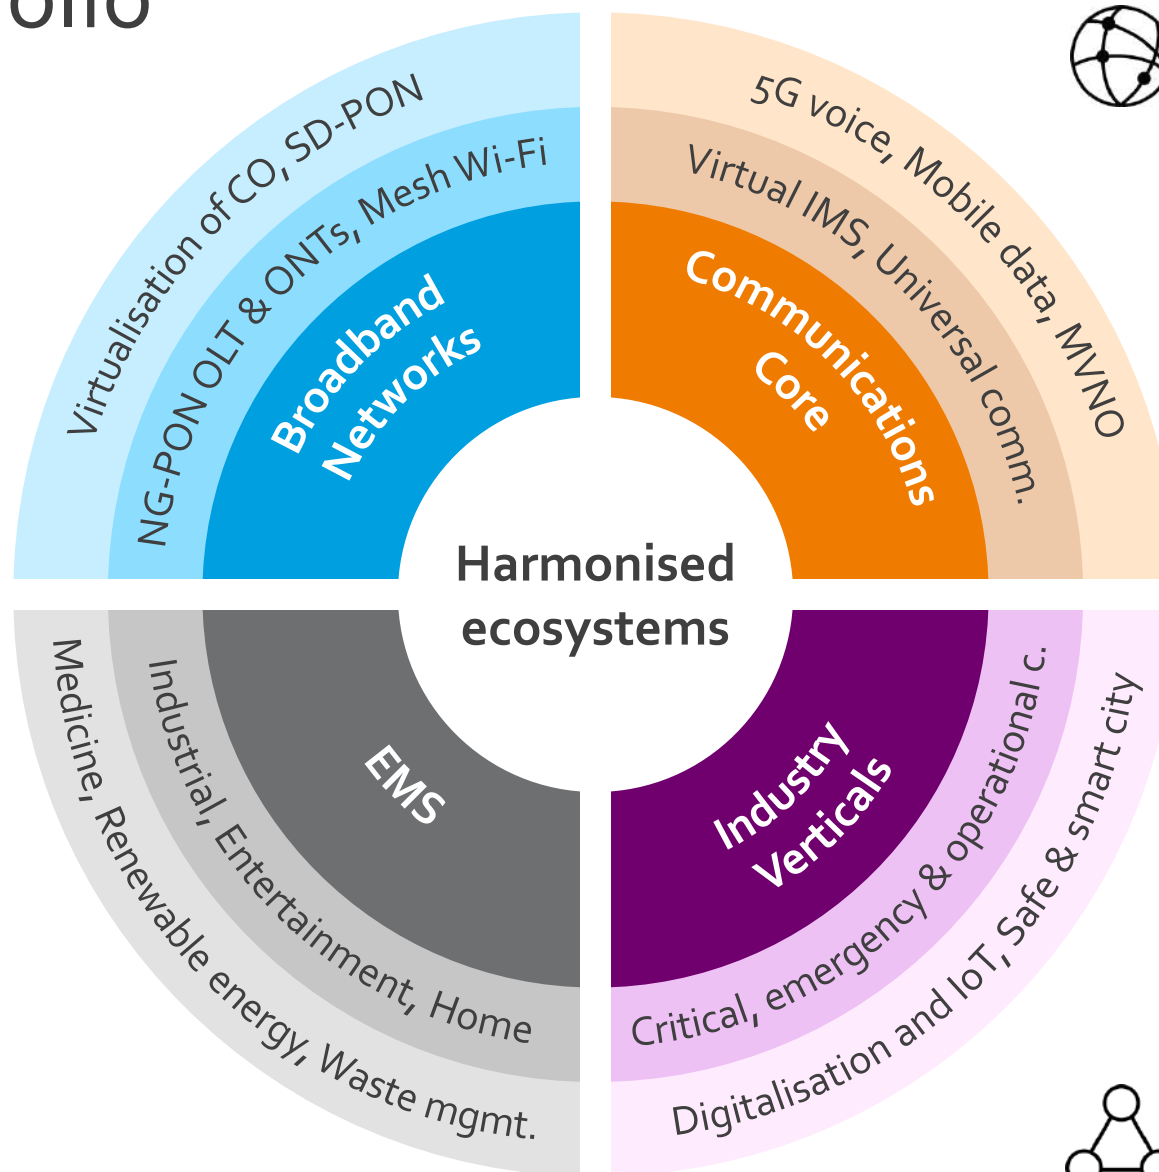 Virtualisation of CO, SD-PON
NG-PON OLT & ONTs, Mesh Wi-Fi
Broadband
Networks
5G voice, Mobile data, MVNO
Virtual IMS, Universal comm.
Communications
Core
Harmonised
ecosystems
EMS
Industrial, Entertainment, Home
Medicine, Renewable energy, Waste mgmt.
Industry
Verticals
Critical, emergency & operational c.
Digitalisation and IoT, Safe & smart city